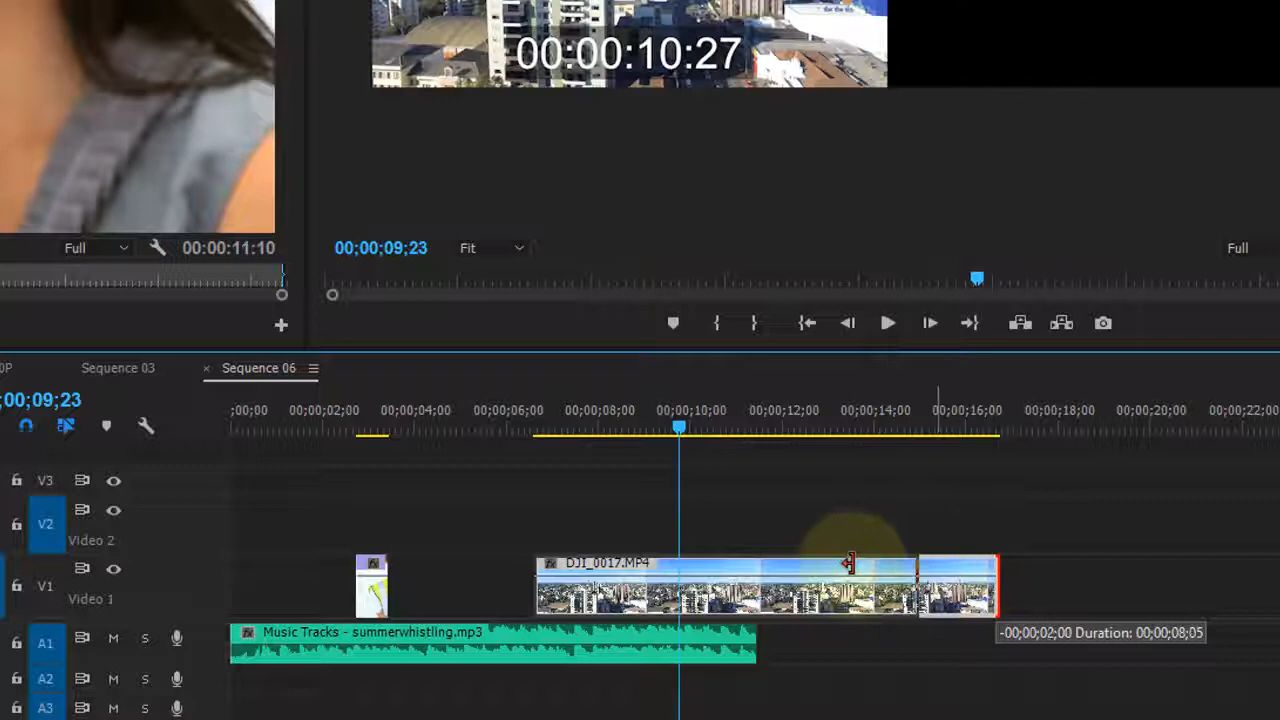 00:00:10:27
Full
00:00:11:10
00;00;09;23
Fit
Full
0P
Sequence 03
× Sequence 06
;00;09;23
;00;00
00;00;02;00
00;00;04;00
00;00;06;00
00;00;08;00
00;00;10;00
00;00;12;00
00;00;14;00
00;00;16;00
00;00;18;00
00;00;20;00
00;00;22;00
V3
V2
Video 2
fx
fx DJI_0017.MP4
V1
Video 1
fx Music Tracks - summerwhistling.mp3
A1 M S
-00;00;02;00 Duration: 00;00;08;05
A2 M S
A3 M S